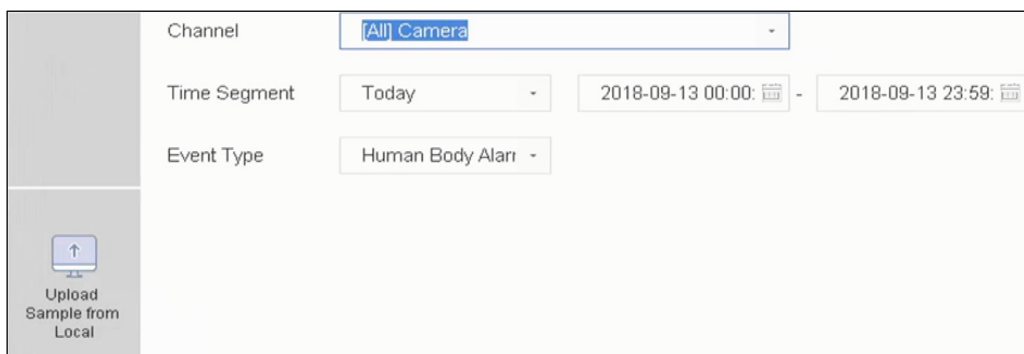 Channel [All] Camera
Time Segment Today 2018-09-13 00:00: - 2018-09-13 23:59:
Event Type Human Body Alarr
Upload
Sample from
Local